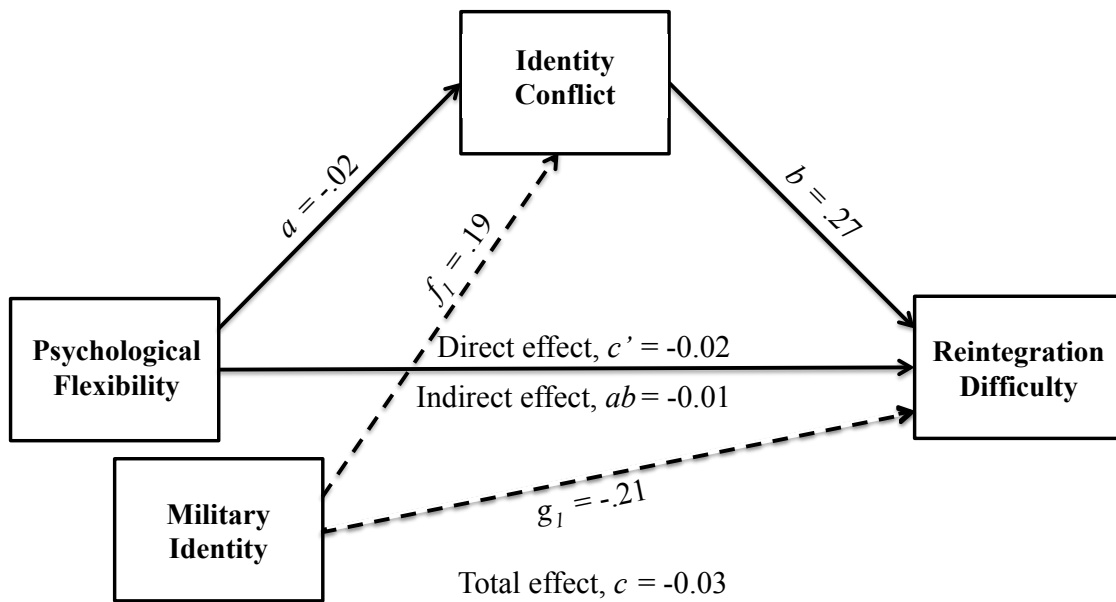 Identity
Conflict
a = -.02
b = .27
f1 = .19
Psychological
Flexibility
Direct effect, c’ = -0.02
Indirect effect, ab = -0.01
Reintegration
Difficulty
Military
Identity
g1 = -.21
Total effect, c = -0.03